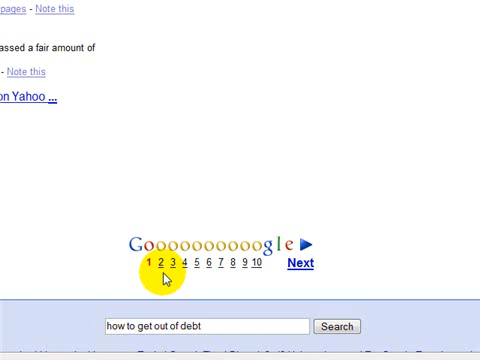 pages - Note this
assed a fair amount of
- Note this
on Yahoo ...
Goooooooooogle
1 2 3 4 5 6 7 8 9 10 Next
how to get out of debt Search